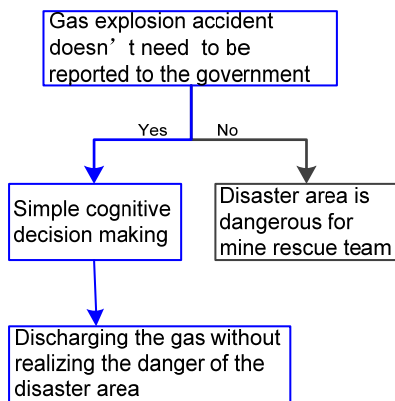 Gas explosion accident
doesn’t need to be
reported to the government
Yes
No
Simple cognitive
decision making
Disaster area is
dangerous for
mine rescue team
Discharging the gas without
realizing the danger of the
disaster area